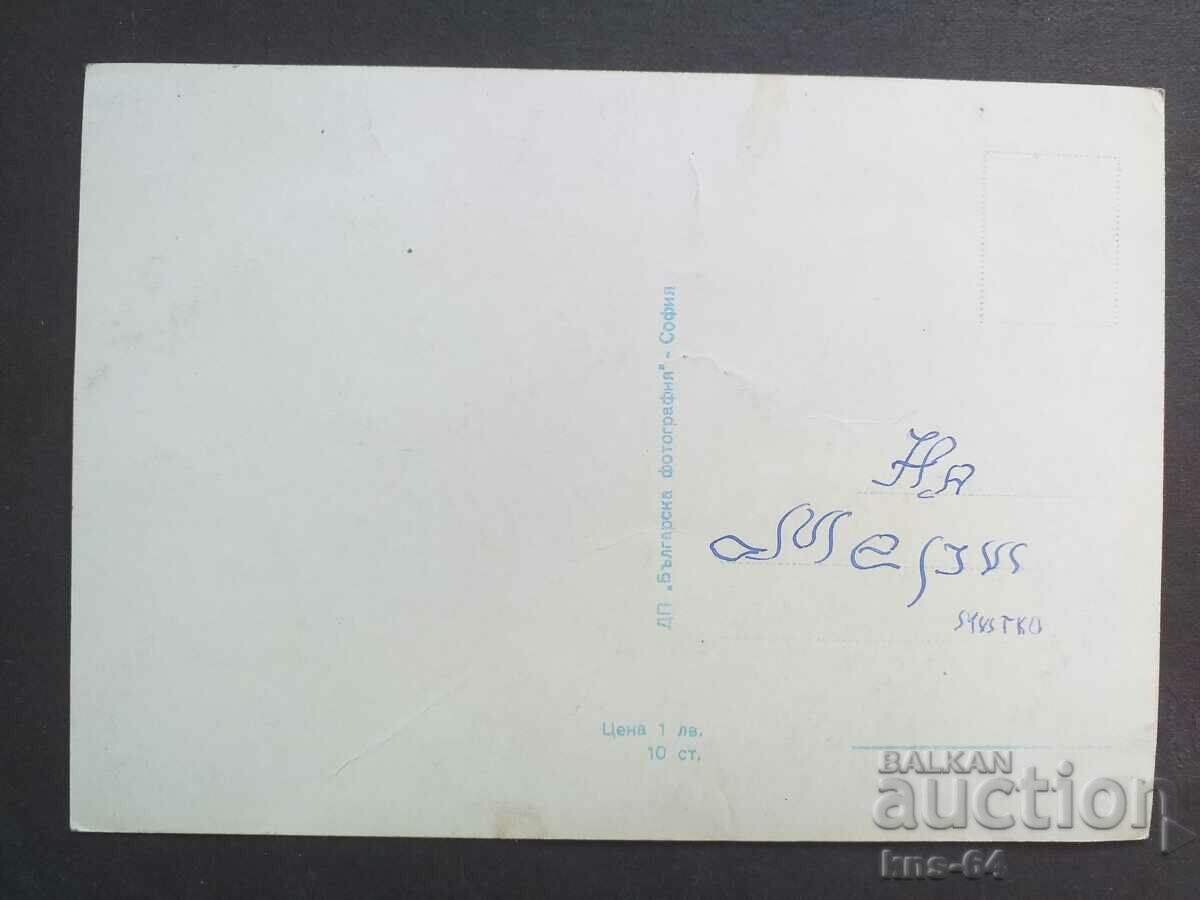 ДП „Българска фотография" - София
На
Цена 1 лв.
10 ст.
BALKAN
auction
kns-64